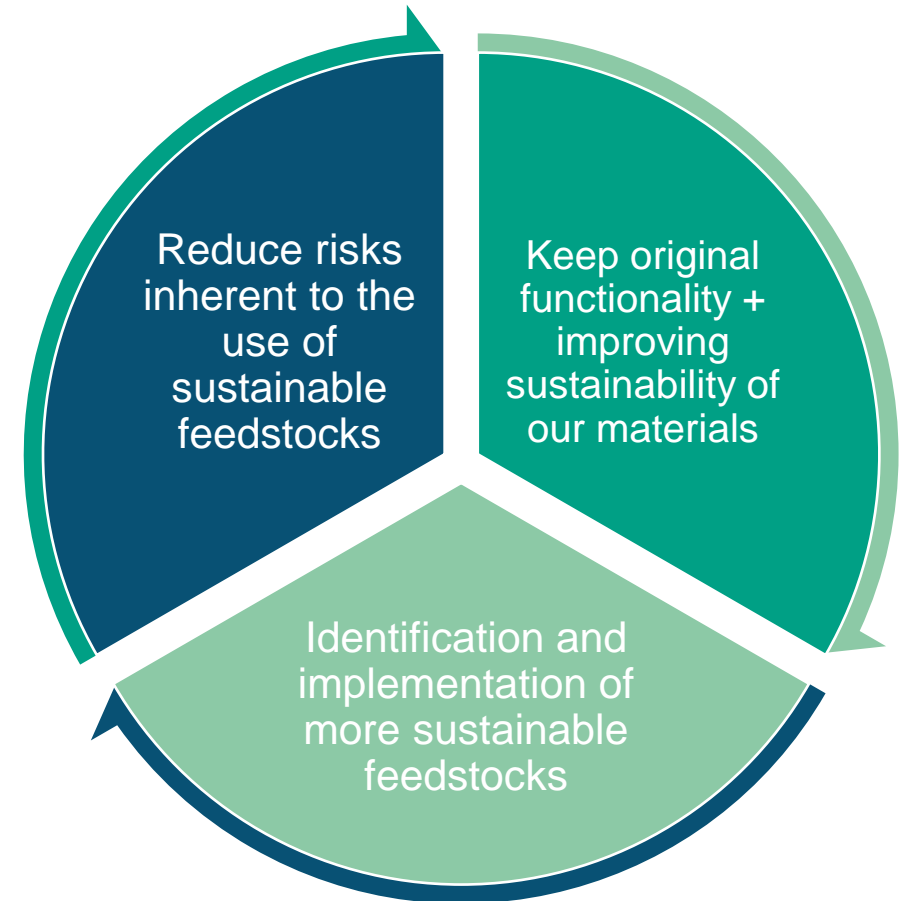 Reduce risks
inherent to the
use of
sustainable
feedstocks
Keep original
functionality +
improving
sustainability of
our materials
Identification and
implementation of
more sustainable
feedstocks